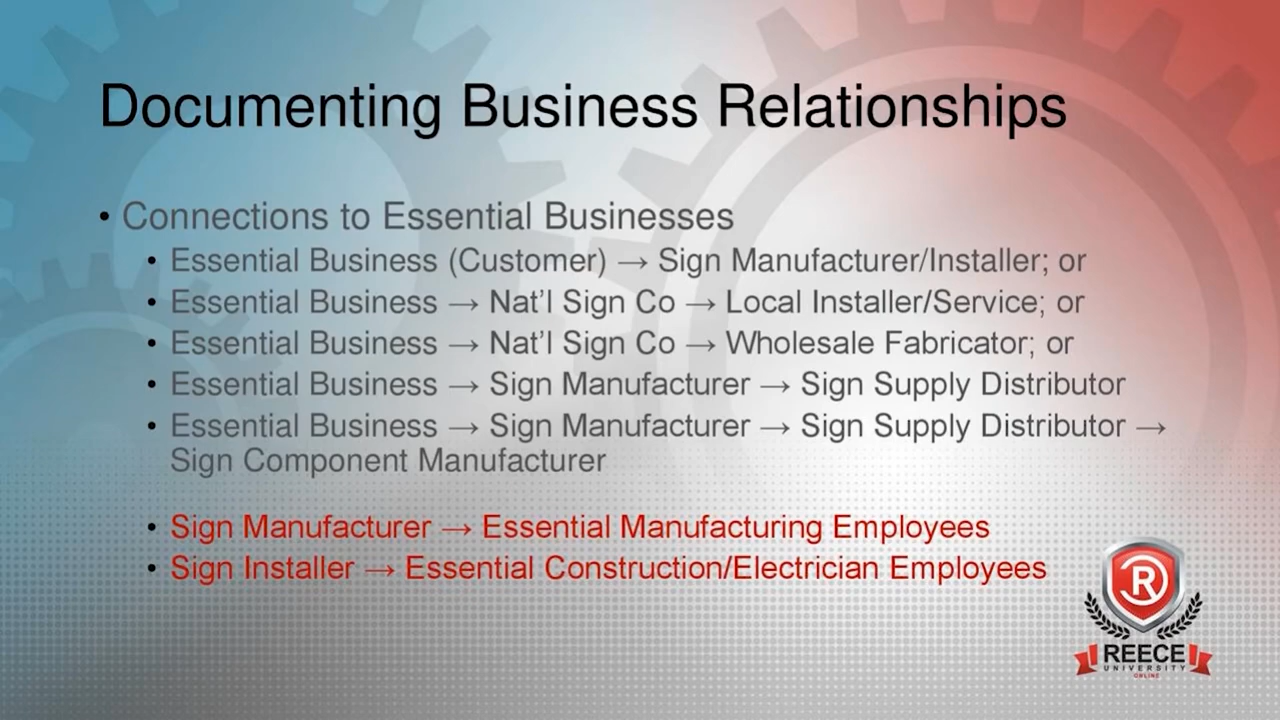 Documenting Business Relationships
• Connections to Essential Businesses
• Essential Business (Customer) → Sign Manufacturer/Installer; or
• Essential Business → Nat’l Sign Co → Local Installer/Service; or
• Essential Business → Nat’l Sign Co → Wholesale Fabricator; or
• Essential Business → Sign Manufacturer → Sign Supply Distributor
• Essential Business → Sign Manufacturer → Sign Supply Distributor →
Sign Component Manufacturer
• Sign Manufacturer → Essential Manufacturing Employees
• Sign Installer → Essential Construction/Electrician Employees
R
REECE
UNIVERSITY
ONLINE